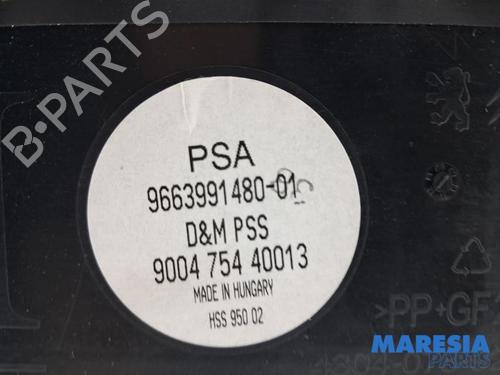 B-PARTS
PSA
9663991480-01
D&M PSS
9004 754 40013
MADE IN HUNGARY
HSS 950 02
>PP+GF
MARESIA
PARTS